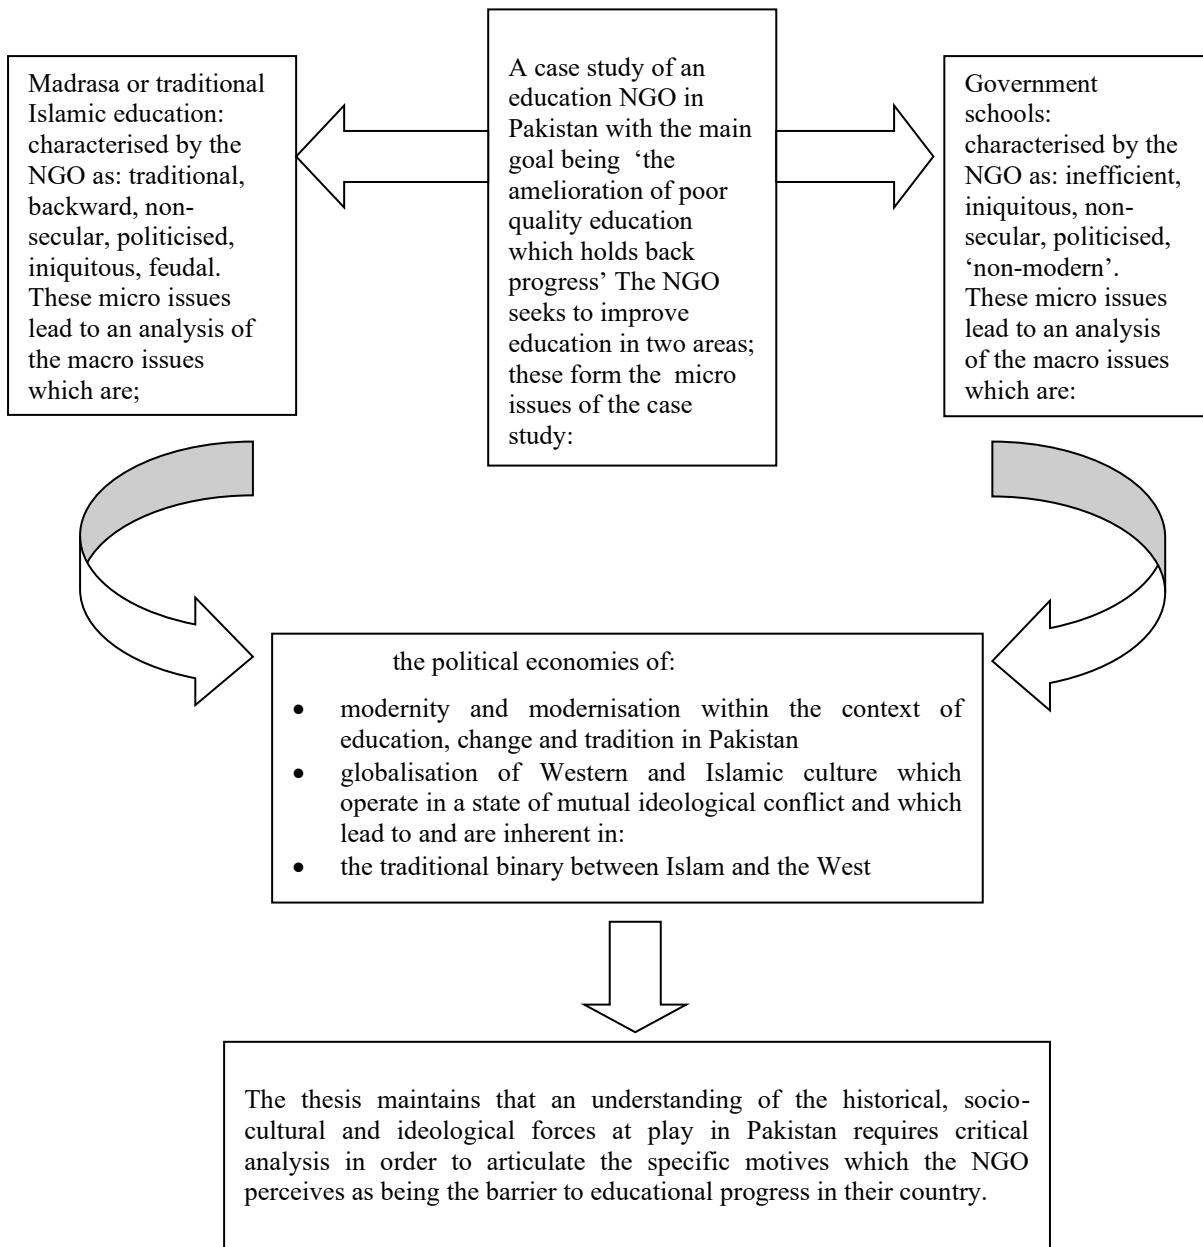 Madrasa or traditional
Islamic education:
characterised by the
NGO as: traditional,
backward, non-
secular, politicised,
iniquitous, feudal.
These micro issues
lead to an analysis of
the macro issues
which are;
A case study of an
education NGO in
Pakistan with the main
goal being ‘the
amelioration of poor
quality education
which holds back
progress’ The NGO
seeks to improve
education in two areas;
these form the micro
issues of the case
study:
Government
schools:
characterised by the
NGO as: inefficient,
iniquitous, non-
secular, politicised,
‘non-modern’.
These micro issues
lead to an analysis
of the macro issues
which are:
the political economies of:
• modernity and modernisation within the context of
education, change and tradition in Pakistan
• globalisation of Western and Islamic culture which
operate in a state of mutual ideological conflict and which
lead to and are inherent in:
• the traditional binary between Islam and the West
The thesis maintains that an understanding of the historical, socio-
cultural and ideological forces at play in Pakistan requires critical
analysis in order to articulate the specific motives which the NGO
perceives as being the barrier to educational progress in their country.